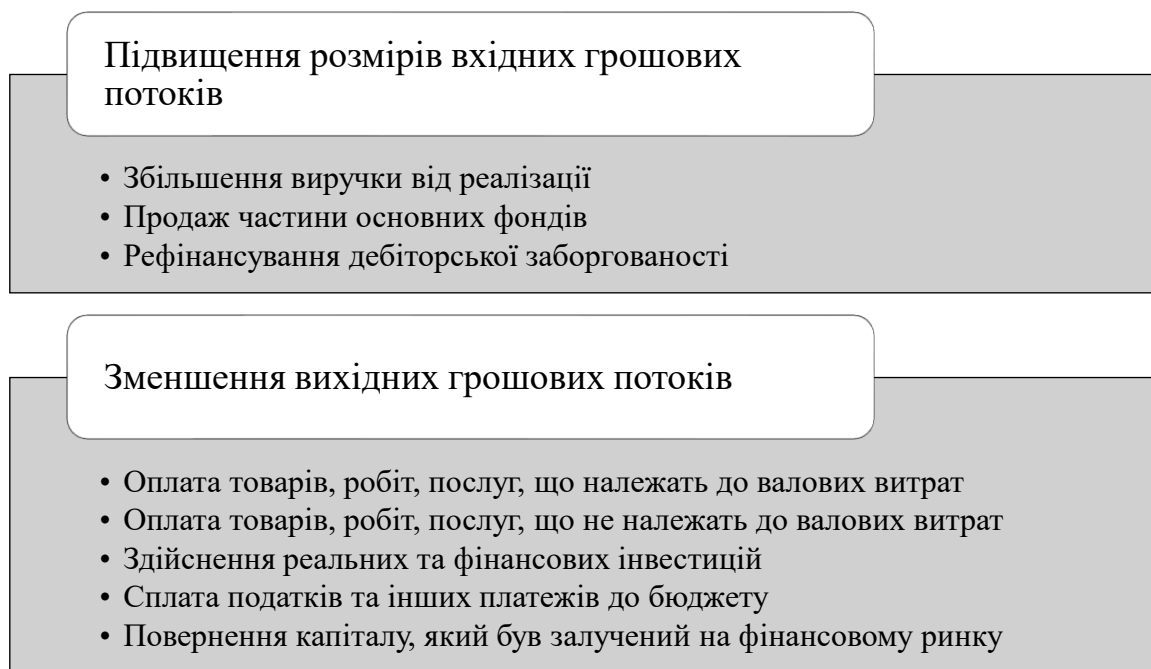 Підвищення розмірів вхідних грошових
потоків
• Збільшення виручки від реалізації
• Продаж частини основних фондів
• Рефінансування дебіторської заборгованості
Зменшення вихідних грошових потоків
• Оплата товарів, робіт, послуг, що належать до валових витрат
• Оплата товарів, робіт, послуг, що не належать до валових витрат
• Здійснення реальних та фінансових інвестицій
• Сплата податків та інших платежів до бюджету
• Повернення капіталу, який був залучений на фінансовому ринку